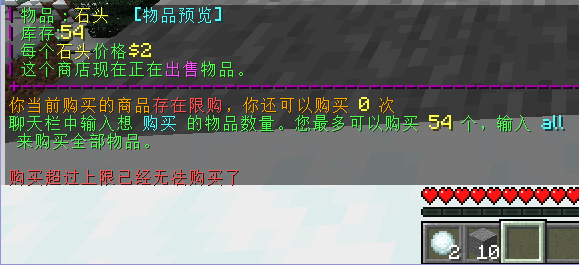 物品：石头 [物品预览]
库存:54
每个石头价格$2
这个商店现在正在出售物品。
你当前购买的商品存在限购，你还可以购买 0 次
聊天栏中输入想 购买 的物品数量。您最多可以购买 54 个，输入 all
来购买全部物品。
购买超过上限已经无法购买了
2
10